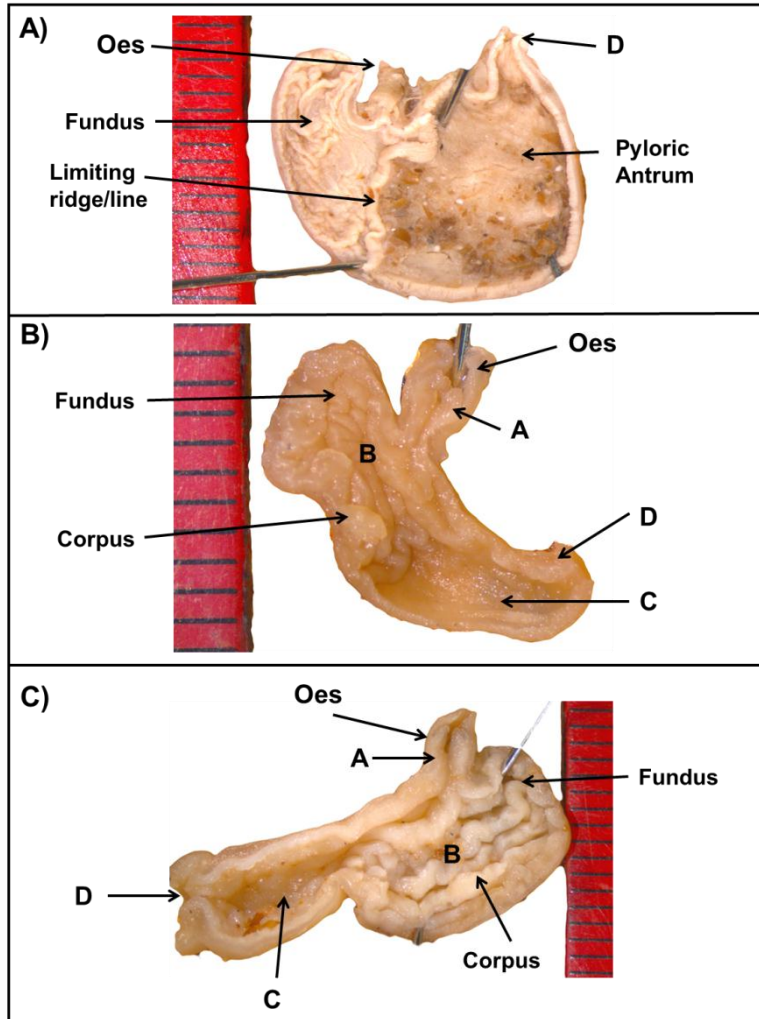 A)
Oes
D
Fundus
Limiting
ridge/line
Pyloric
Antrum
B)
Oes
Fundus
A
B
Corpus
D
C
C)
Oes
A
Fundus
B
D
Corpus
C